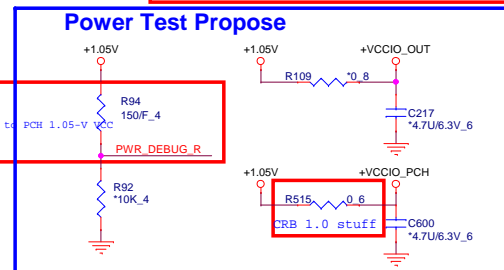 Power Test Propose
+1.05V
R94
150/F_4
to PCH 1.05-V VCC
PWR_DEBUG_R
R92
*10K_4
+1.05V
+VCCIO_OUT
R109
*0_8
C217
*4.7U/6.3V_6
+1.05V
+VCCIO_PCH
R515
0_6
CRB 1.0 stuff
C600
*4.7U/6.3V_6